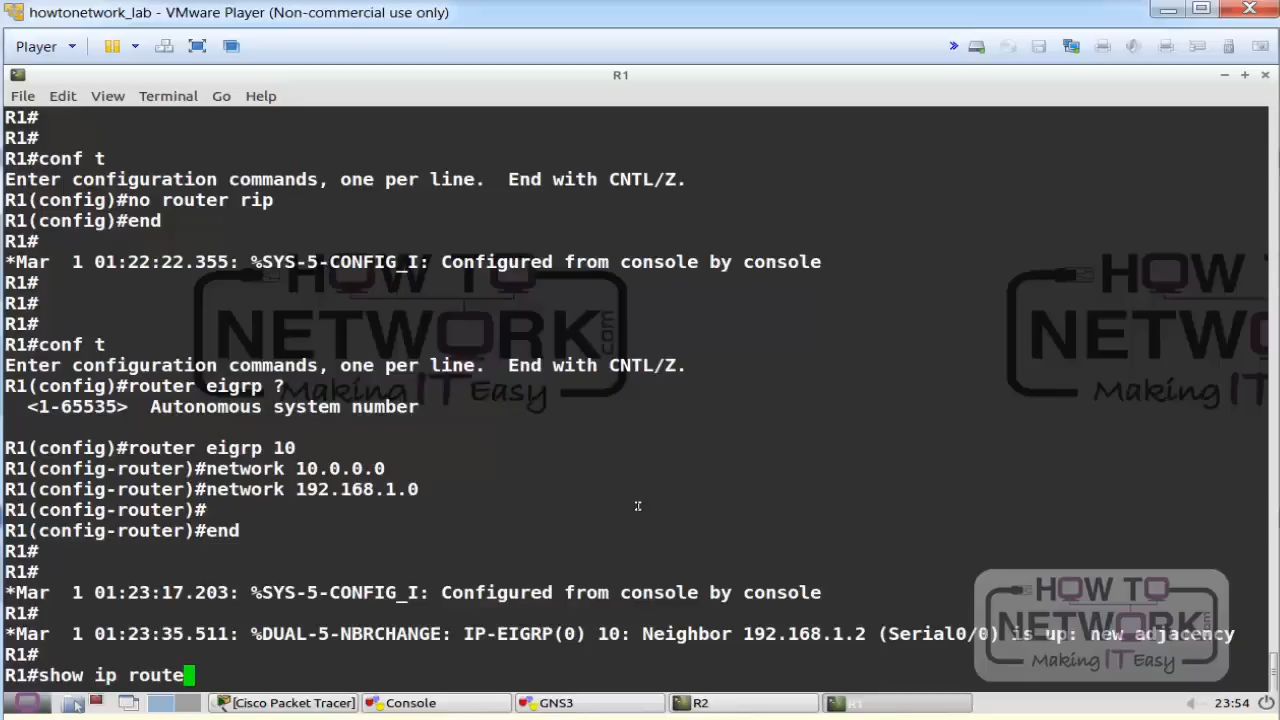 howtonetwork_lab - VMware Player (Non-commercial use only)
Player
R1
File Edit View Terminal Go Help
R1#
R1#
R1#conf t
Enter configuration commands, one per line.  End with CNTL/Z.
R1(config)#no router rip
R1(config)#end
R1#
*Mar  1 01:22:22.355: %SYS-5-CONFIG_I: Configured from console by console
R1#
R1#
R1#
R1#conf t
Enter configuration commands, one per line.  End with CNTL/Z.
R1(config)#router eigrp ?
  <1-65535>  Autonomous system number
R1(config)#router eigrp 10
R1(config-router)#network 10.0.0.0
R1(config-router)#network 192.168.1.0
R1(config-router)#
R1(config-router)#end
R1#
R1#
*Mar  1 01:23:17.203: %SYS-5-CONFIG_I: Configured from console by console
R1#
*Mar  1 01:23:35.511: %DUAL-5-NBRCHANGE: IP-EIGRP(0) 10: Neighbor 192.168.1.2 (Serial0/0) is up: new adjacency
R1#
R1#show ip route
HOW TO
NETWORK.com
Making IT Easy
HOW TO
NETWORK
Making IT Easy
HOW TO
NETWORK.com
Making IT Easy
[Cisco Packet Tracer] Console GNS3 R2 R1 23:54